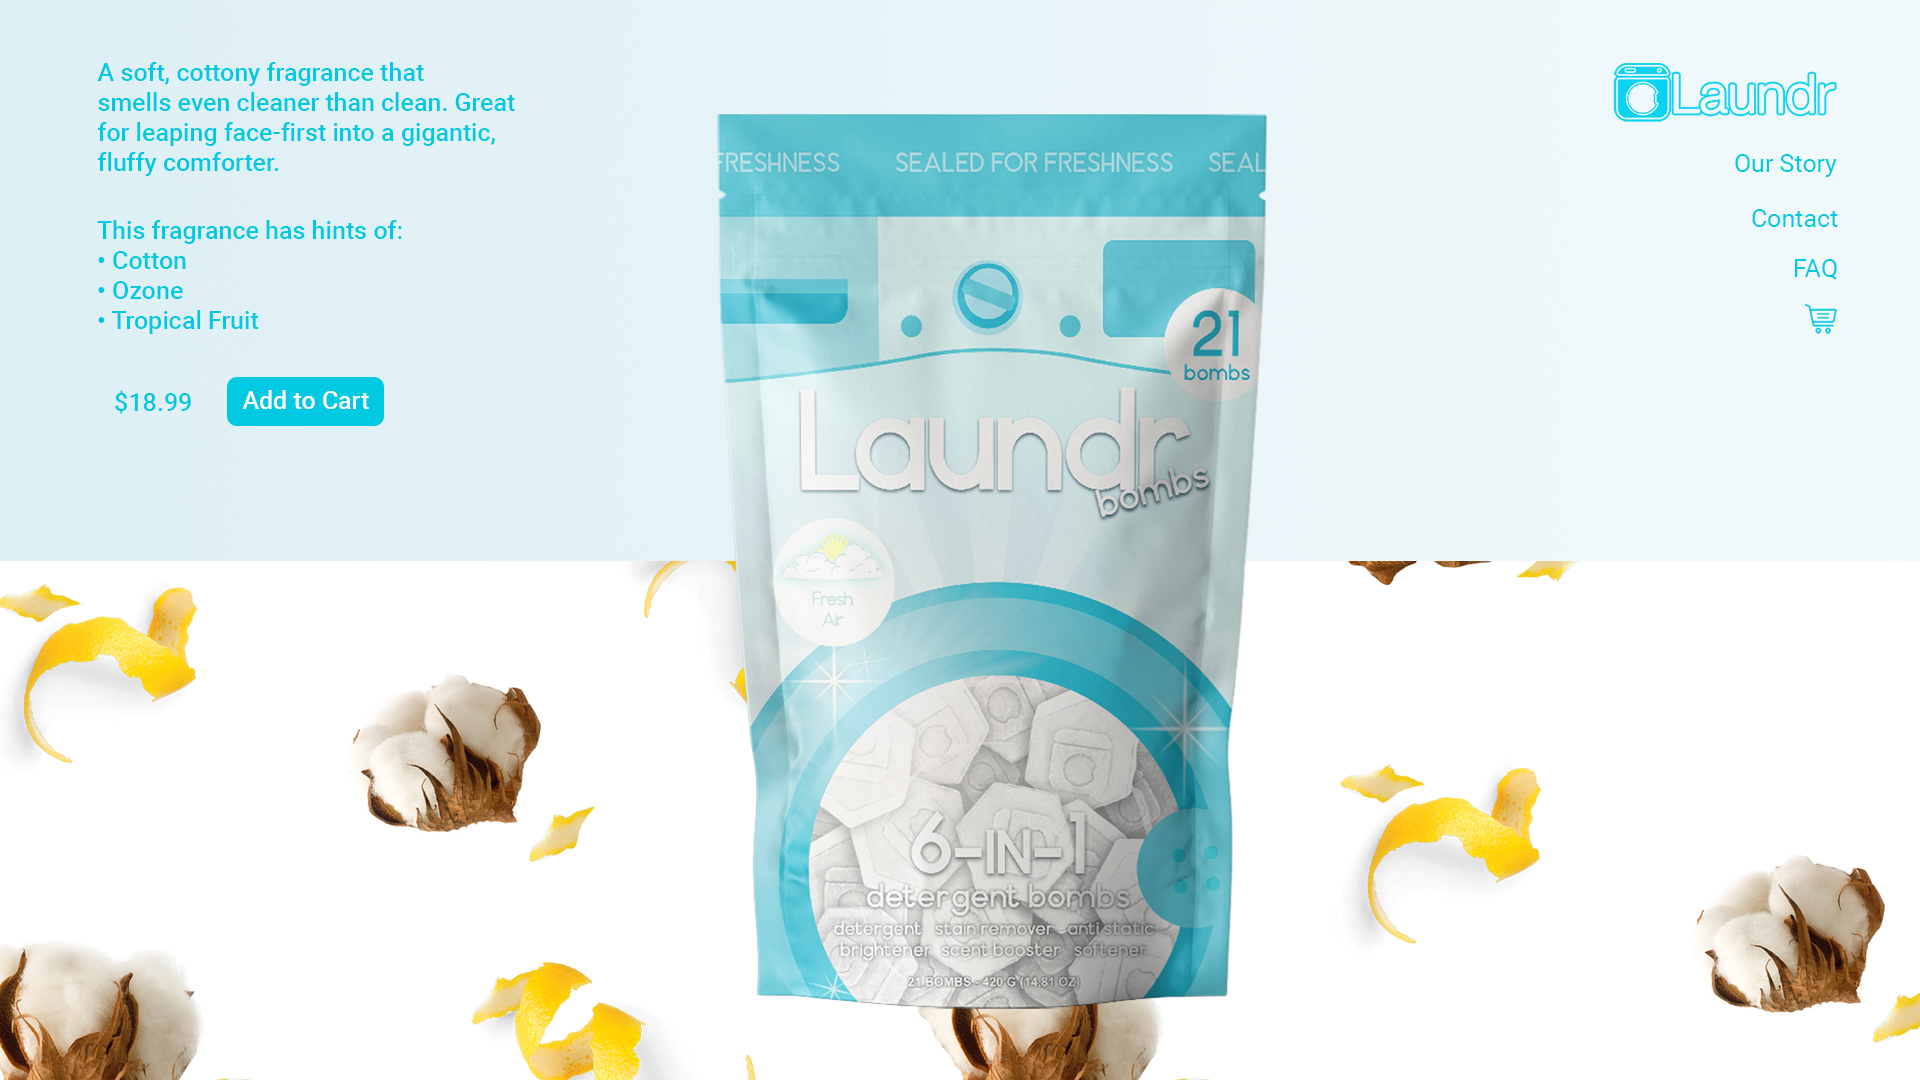 A soft, cottony fragrance that
smells even cleaner than clean. Great
for leaping face-first into a gigantic,
fluffy comforter.
This fragrance has hints of:
• Cotton
• Ozone
• Tropical Fruit
$18.99
Add to Cart
FRESHNESS SEALED FOR FRESHNESS SEAL
21
bombs
Laundr
bombs
Fresh
Air
6-IN-1
detergent bombs
detergent stain remover anti static
brightener scent booster softener
21 BOMBS - 420 G (14.81 OZ)
Laundr
Our Story
Contact
FAQ